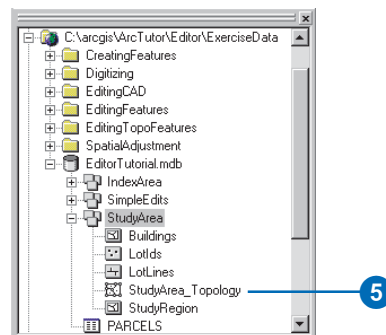 C:\arcgis\ArcTutor\Editor\ExerciseData
CreatingFeatures
Digitizing
EditingCAD
EditingFeatures
EditingTopoFeatures
SpatialAdjustment
EditorTutorial.mdb
IndexArea
SimpleEdits
StudyArea
Buildings
LotIds
LotLines
StudyArea_Topology
5
StudyRegion
PARCELS